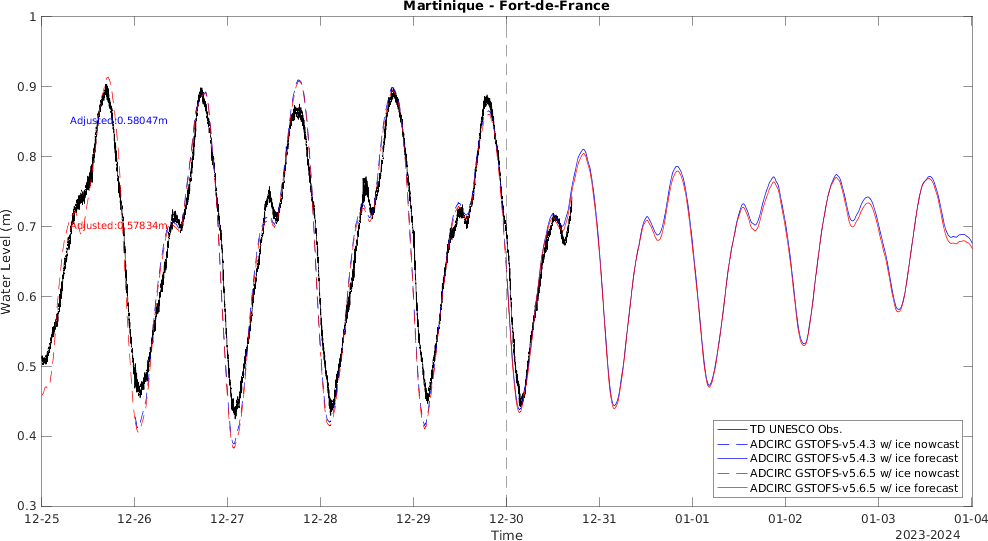 Martinique - Fort-de-France
1
0.9
0.8
0.7
0.6
0.5
0.4
0.3
Water Level (m)
Adjusted:0.58047m
Adjusted:0.57834m
TD UNESCO Obs.
ADCIRC GSTOFS-v5.4.3 w/ ice nowcast
ADCIRC GSTOFS-v5.4.3 w/ ice forecast
ADCIRC GSTOFS-v5.6.5 w/ ice nowcast
ADCIRC GSTOFS-v5.6.5 w/ ice forecast
12-25 12-26 12-27 12-28 12-29 12-30 12-31 01-01 01-02 01-03 01-04
Time
2023-2024